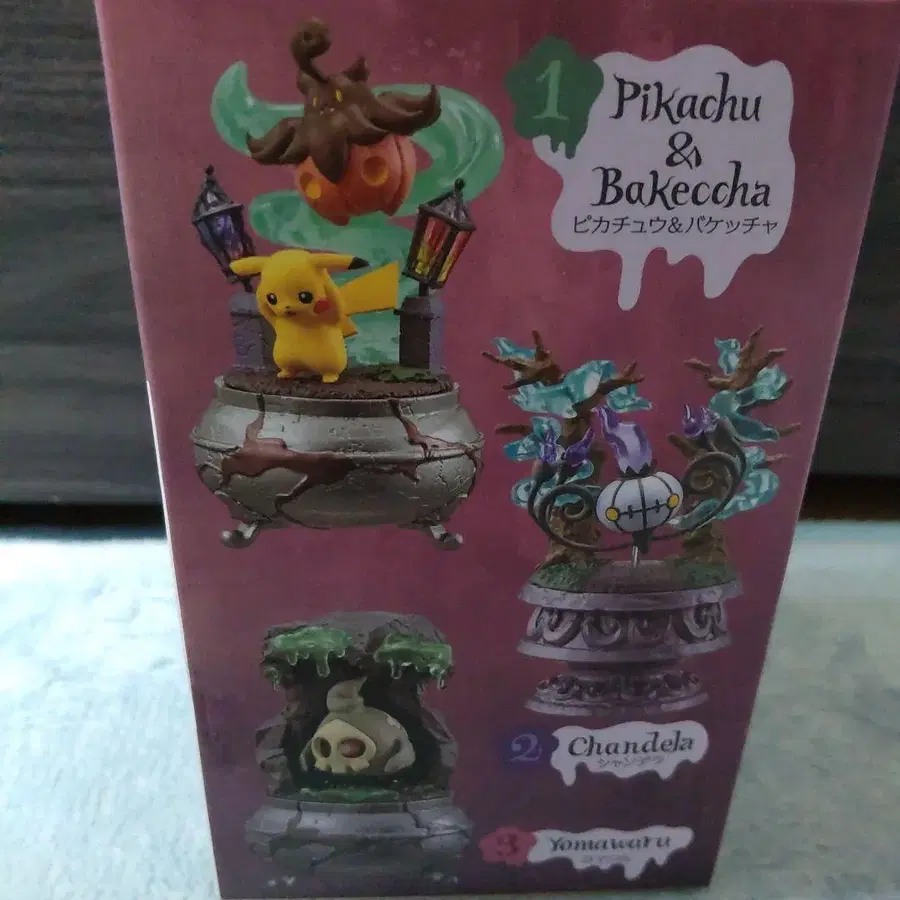 1
Pikachu
&
Bakeccha
ピカチュウ&バケッチャ
2
Chandela
シャンデラ
3
Yomawaru